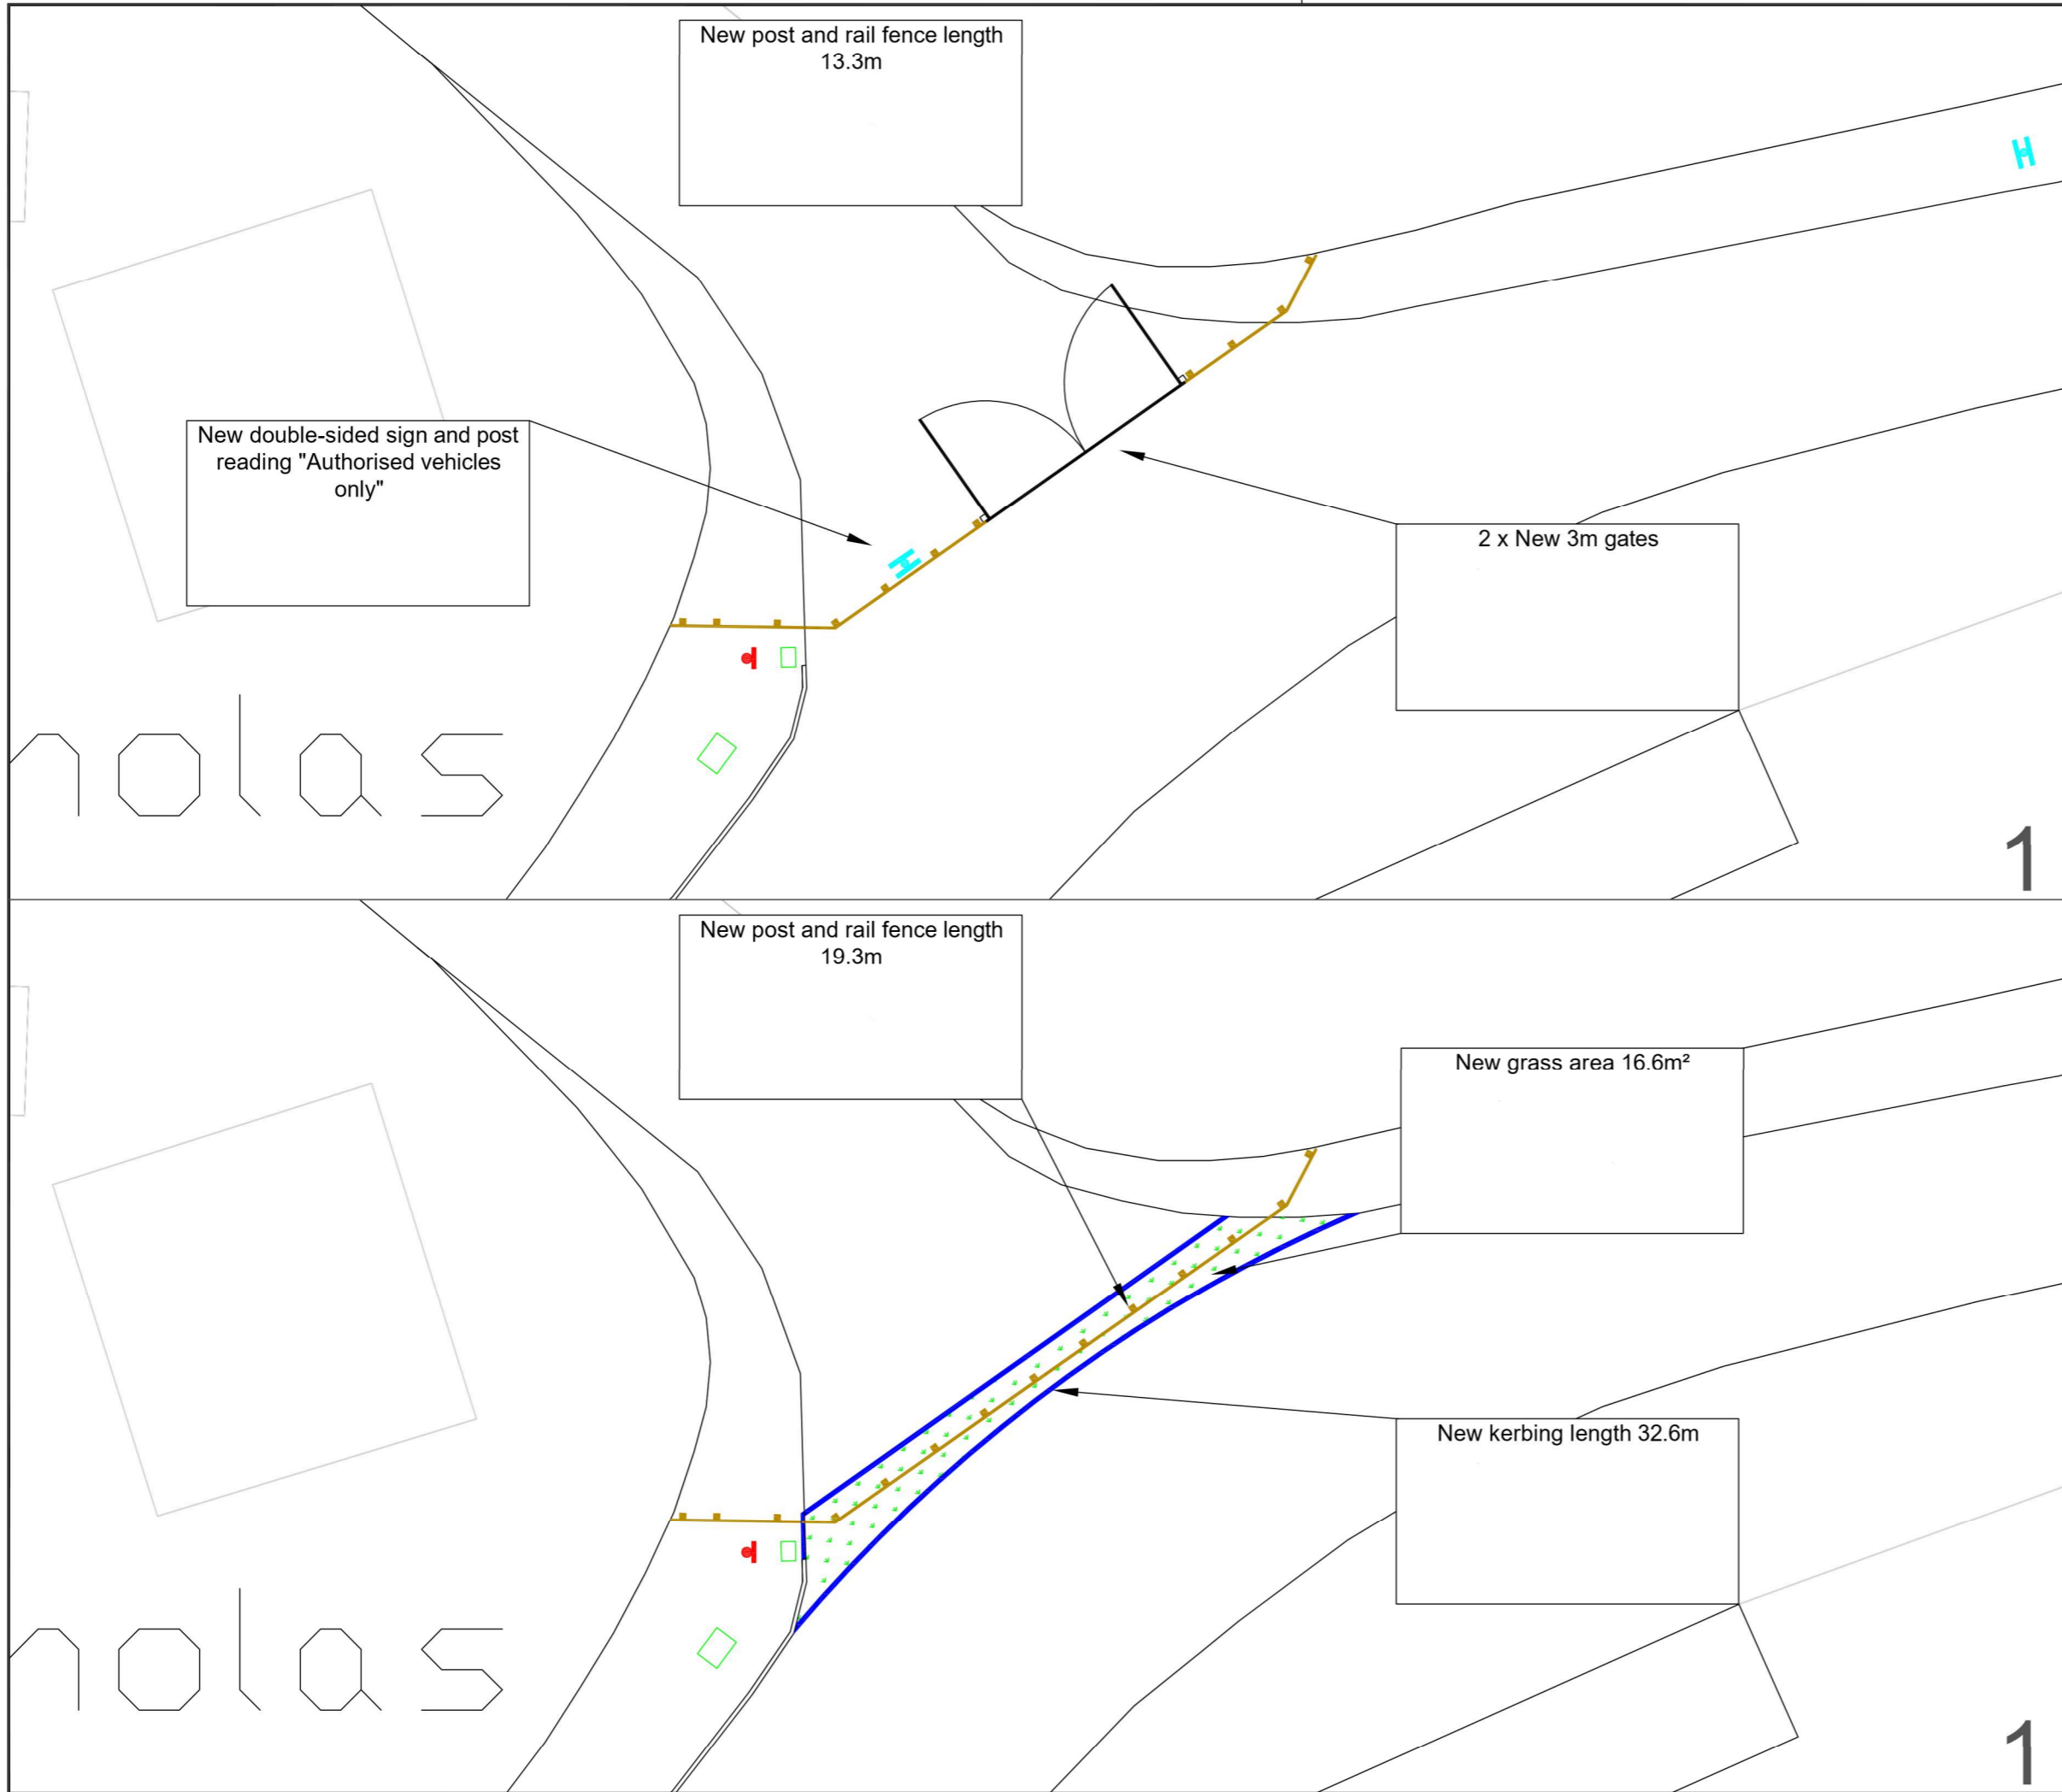 New post and rail fence length
13.3m
New double-sided sign and post
reading "Authorised vehicles
only"
2 x New 3m gates
nolas
1
New post and rail fence length
19.3m
New grass area 16.6m²
New kerbing length 32.6m
nolas
1